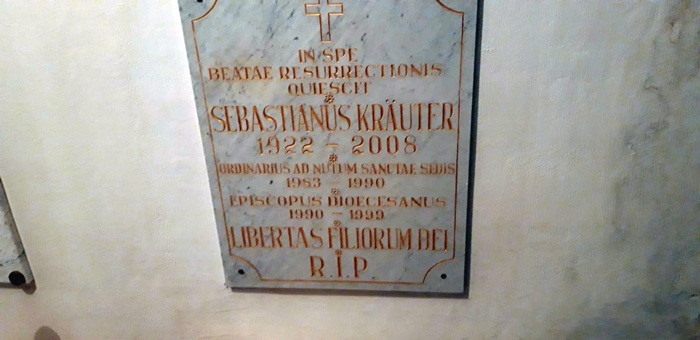 IN SPE
BEATAE RESURRECTIONIS
QUIESCIT
SEBASTIANUS KRÄUTER
1922 - 2008
ORDINARIUS AD NUTUM SANCTAE SEDIS
1983 - 1990
EPISCOPUS DIOECESANUS
1990 - 1999
LIBERTAS FILIORUM DEI
R.I.P.